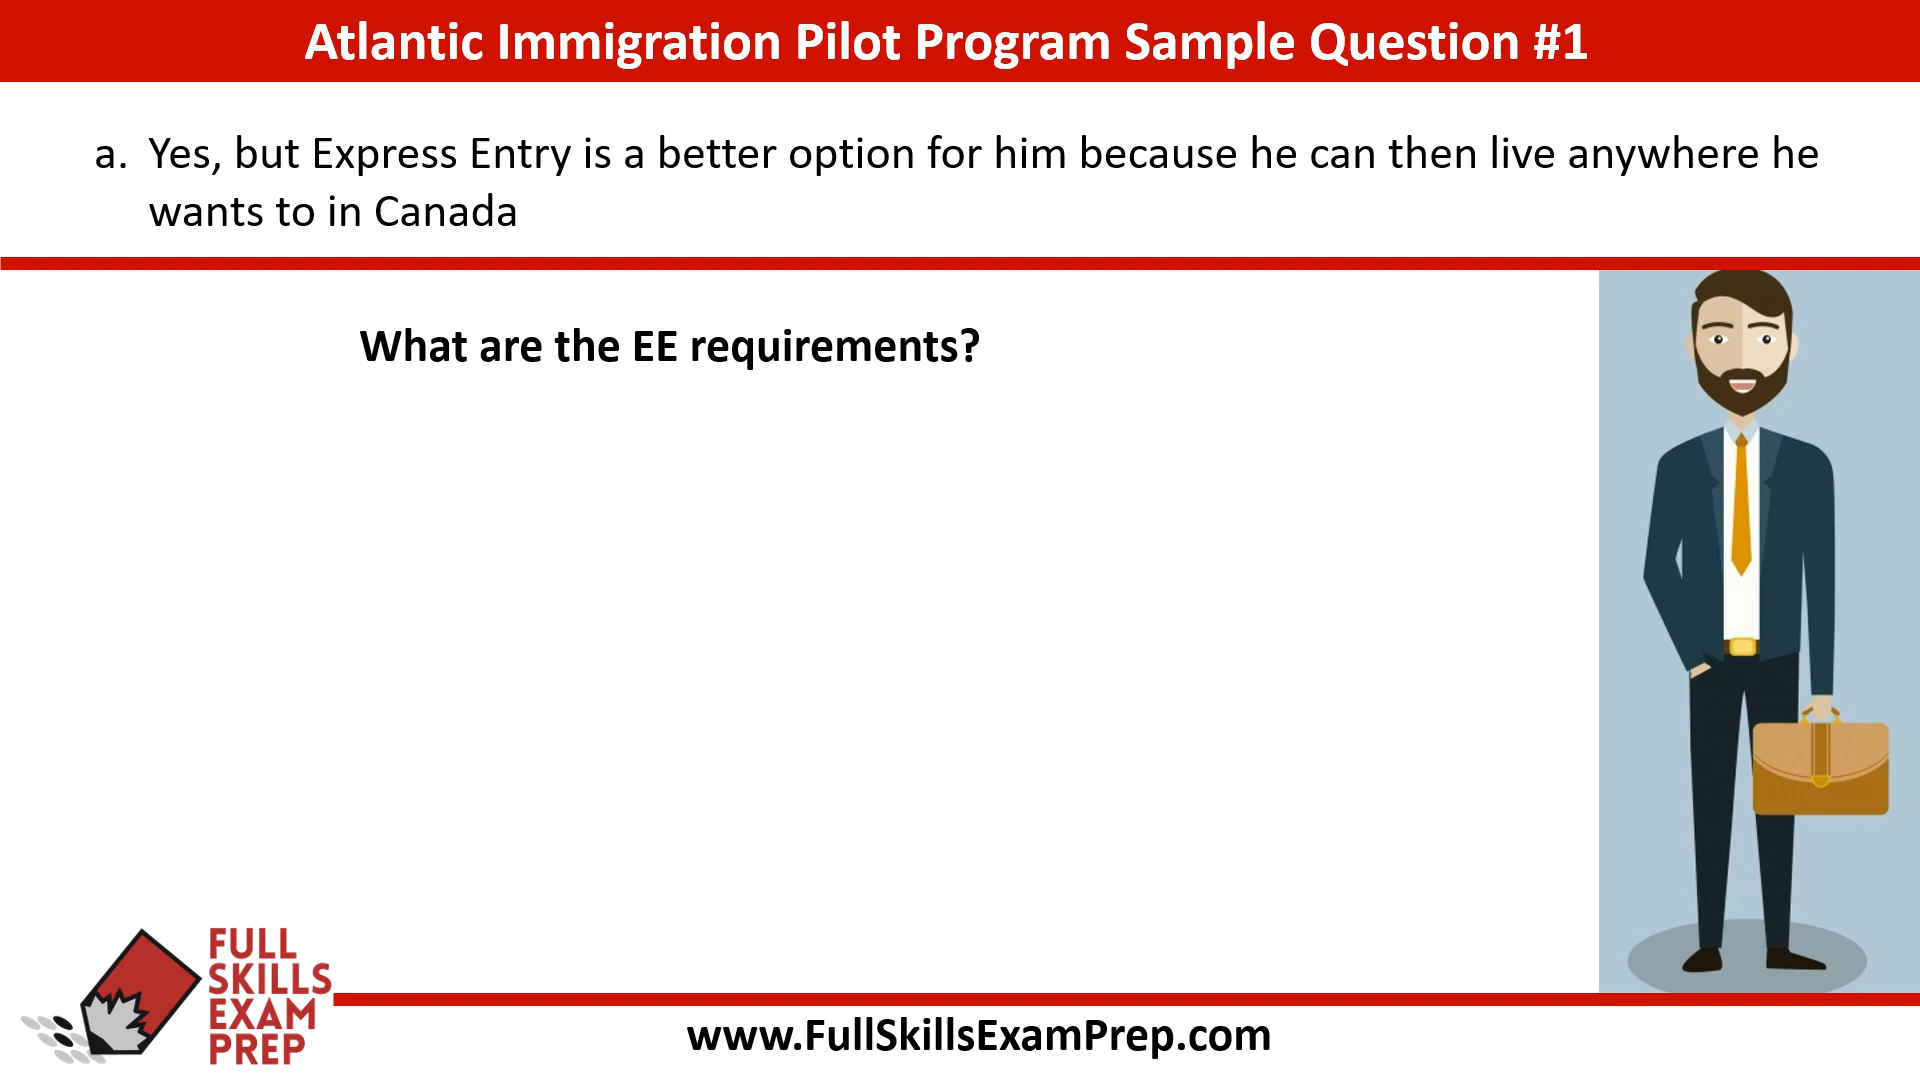 Atlantic Immigration Pilot Program Sample Question #1
a. Yes, but Express Entry is a better option for him because he can then live anywhere he
wants to in Canada
What are the EE requirements?
FULL
SKILLS
EXAM
PREP
www.FullSkillsExamPrep.com